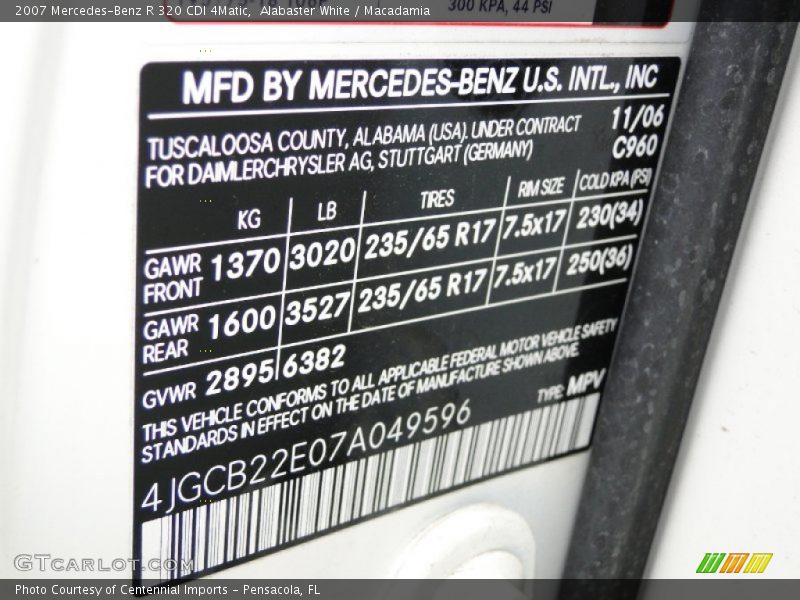 2007 Mercedes-Benz R 320 CDI 4Matic,  Alabaster White / Macadamia
300 KPA, 44 PSI
MFD BY MERCEDES-BENZ U.S. INTL., INC
TUSCALOOSA COUNTY, ALABAMA (USA). UNDER CONTRACT 11/06
FOR DAIMLERCHRYSLER AG, STUTTGART (GERMANY) C960
KG LB TIRES RIM SIZE COLD KPA (PSI)
GAWR FRONT 1370 3020 235/65 R17 7.5x17 230(34)
GAWR REAR 1600 3527 235/65 R17 7.5x17 250(36)
GVWR 2895 6382
THIS VEHICLE CONFORMS TO ALL APPLICABLE FEDERAL MOTOR VEHICLE SAFETY
STANDARDS IN EFFECT ON THE DATE OF MANUFACTURE SHOWN ABOVE.
4JGCB22E07A049596 TYPE: MPV
GTcarlot.com
Photo Courtesy of Centennial Imports - Pensacola, FL